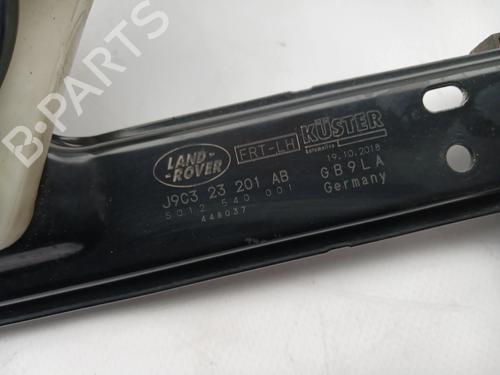 B-PARTS
LAND-
-ROVER
FRT-LH
KÜSTER
Automotive
19.10.2018
J9C3 23 201 AB
GB9LA
5012 540 001
Germany
448037